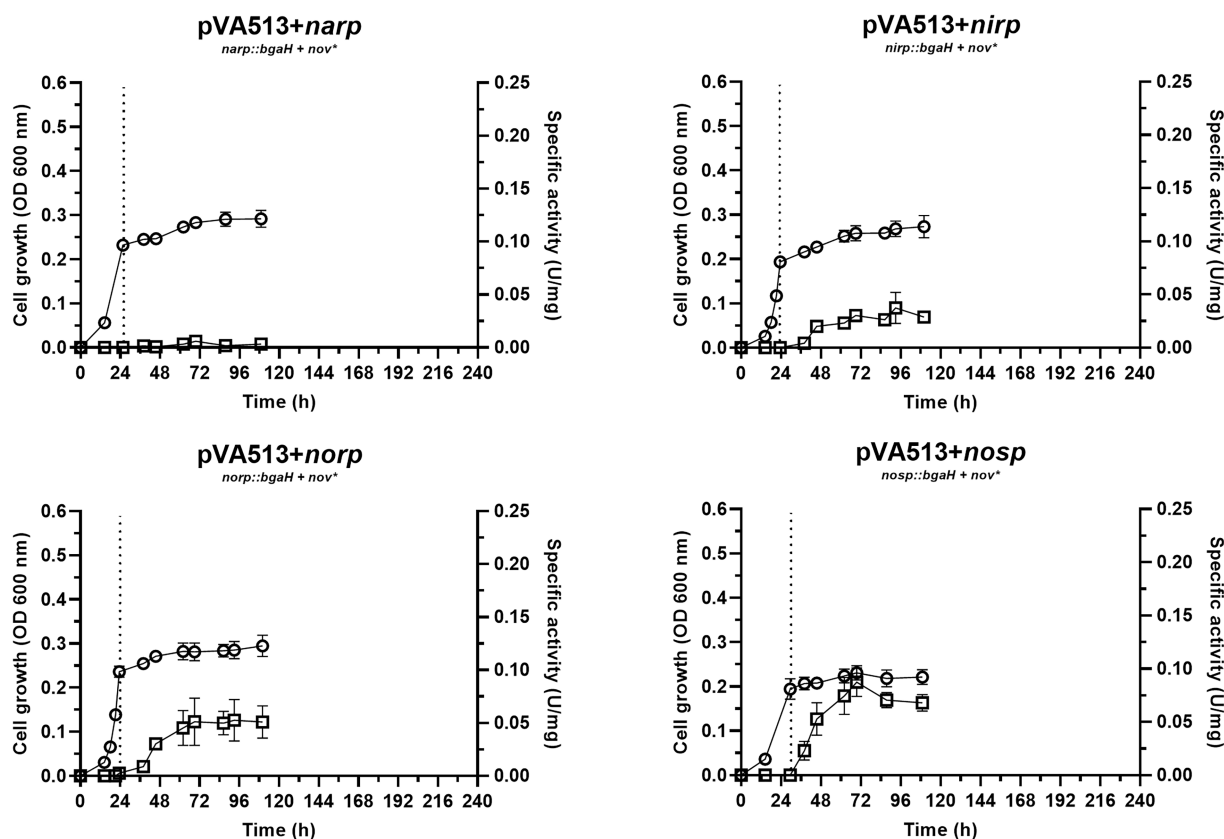 pVA513+narp
narp::bgaH + nov*
Cell growth (OD 600 nm)
0.6
0.5
0.4
0.3
0.2
0.1
0.0
0.25
0.20
0.15
0.10
0.05
0.00
Specific activity (U/mg)
0 24 48 72 96 120 144 168 192 216 240
Time (h)
pVA513+nirp
nirp::bgaH + nov*
Cell growth (OD 600 nm)
0.6
0.5
0.4
0.3
0.2
0.1
0.0
0.25
0.20
0.15
0.10
0.05
0.00
Specific activity (U/mg)
0 24 48 72 96 120 144 168 192 216 240
Time (h)
pVA513+norp
norp::bgaH + nov*
Cell growth (OD 600 nm)
0.6
0.5
0.4
0.3
0.2
0.1
0.0
0.25
0.20
0.15
0.10
0.05
0.00
Specific activity (U/mg)
0 24 48 72 96 120 144 168 192 216 240
Time (h)
pVA513+nosp
nosp::bgaH + nov*
Cell growth (OD 600 nm)
0.6
0.5
0.4
0.3
0.2
0.1
0.0
0.25
0.20
0.15
0.10
0.05
0.00
Specific activity (U/mg)
0 24 48 72 96 120 144 168 192 216 240
Time (h)